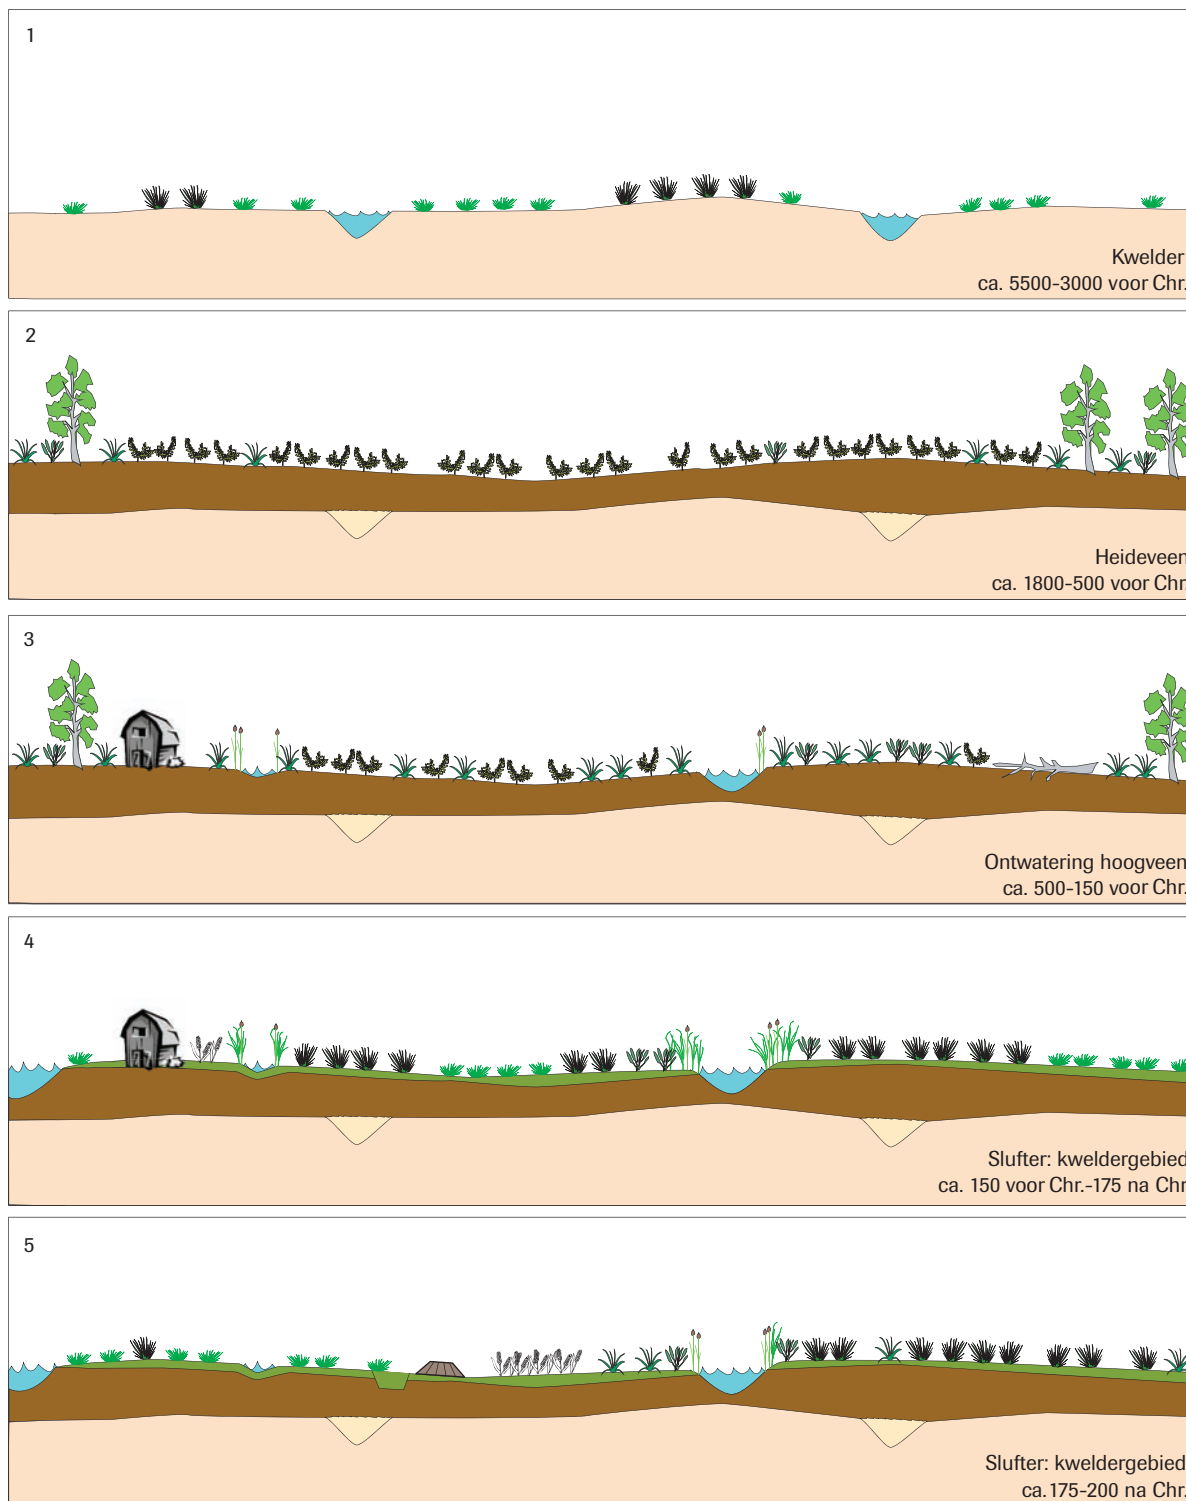 1
Kwelder
ca. 5500-3000 voor Chr.
2
Heideveen
ca. 1800-500 voor Chr.
3
Ontwatering hoogveen
ca. 500-150 voor Chr.
4
Slufter: kweldergebied
ca. 150 voor Chr.-175 na Chr
5
Slufter: kweldergebied
ca.175-200 na Chr.